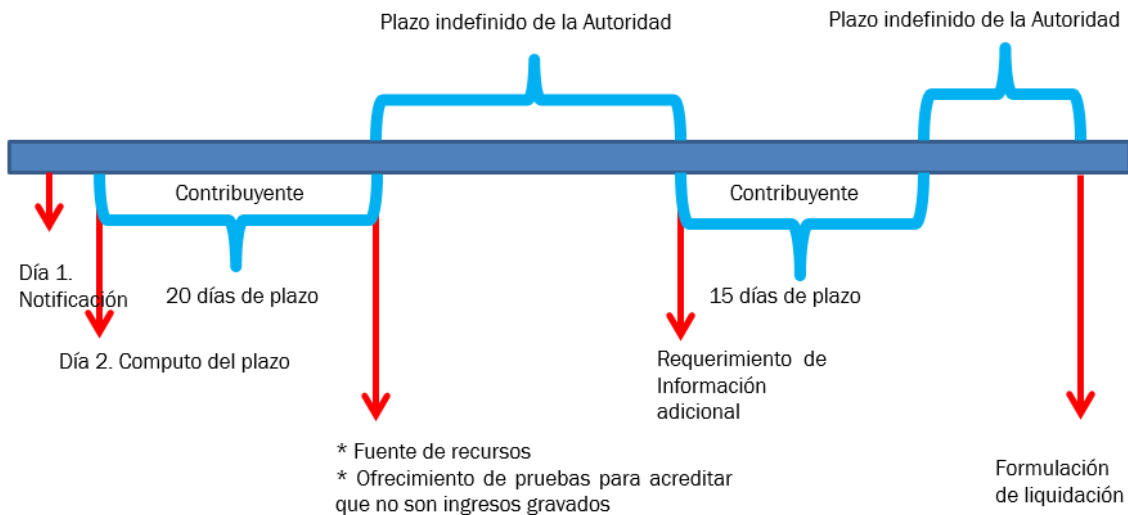 Plazo indefinido de la Autoridad
Plazo indefinido de la Autoridad
Contribuyente
Contribuyente
Día 1.
Notificación
20 días de plazo
15 días de plazo
Día 2. Computo del plazo
Requerimiento de
Información
adicional
* Fuente de recursos
* Ofrecimiento de pruebas para acreditar
que no son ingresos gravados
Formulación
de liquidación